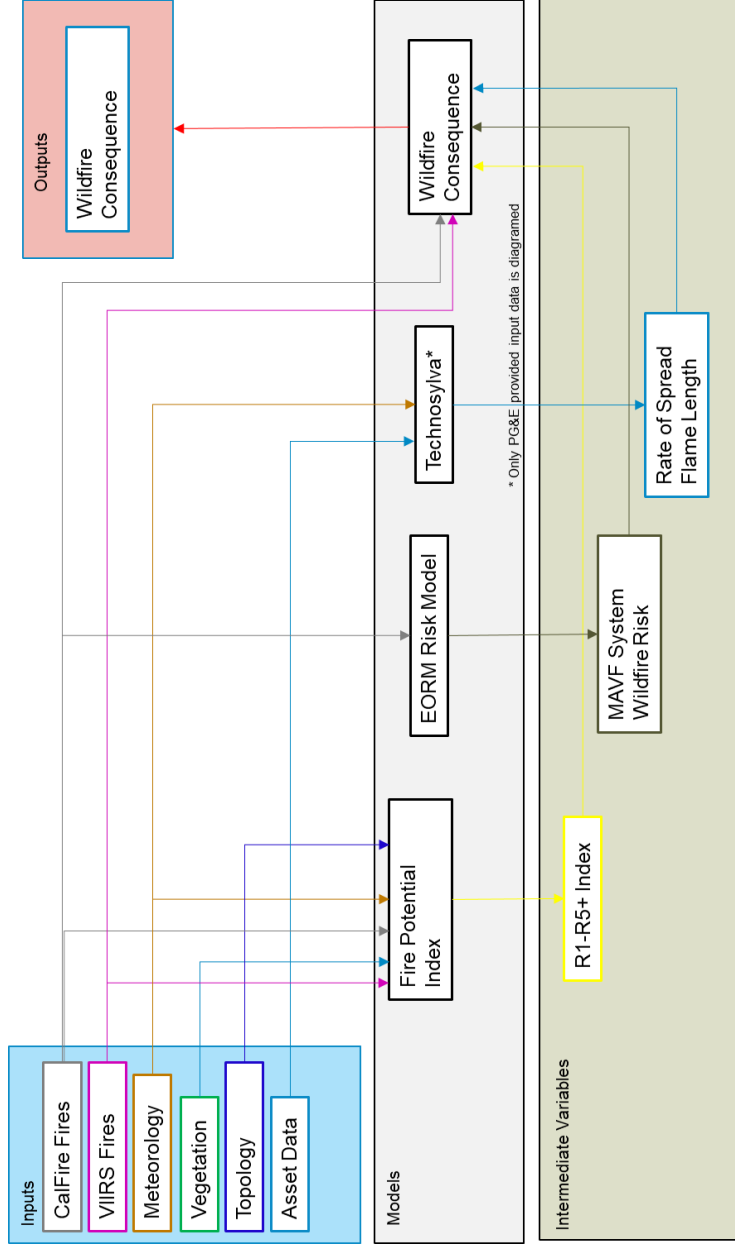 Inputs
CalFire Fires
VIIRS Fires
Meteorology
Vegetation
Topology
Asset Data
Outputs
Wildfire
Consequence
Models
Fire Potential
Index
EORM Risk Model
Technosylva*
Wildfire
Consequence
* Only PG&E provided input data is diagramed
Intermediate Variables
R1-R5+ Index
MAVF System
Wildfire Risk
Rate of Spread
Flame Length